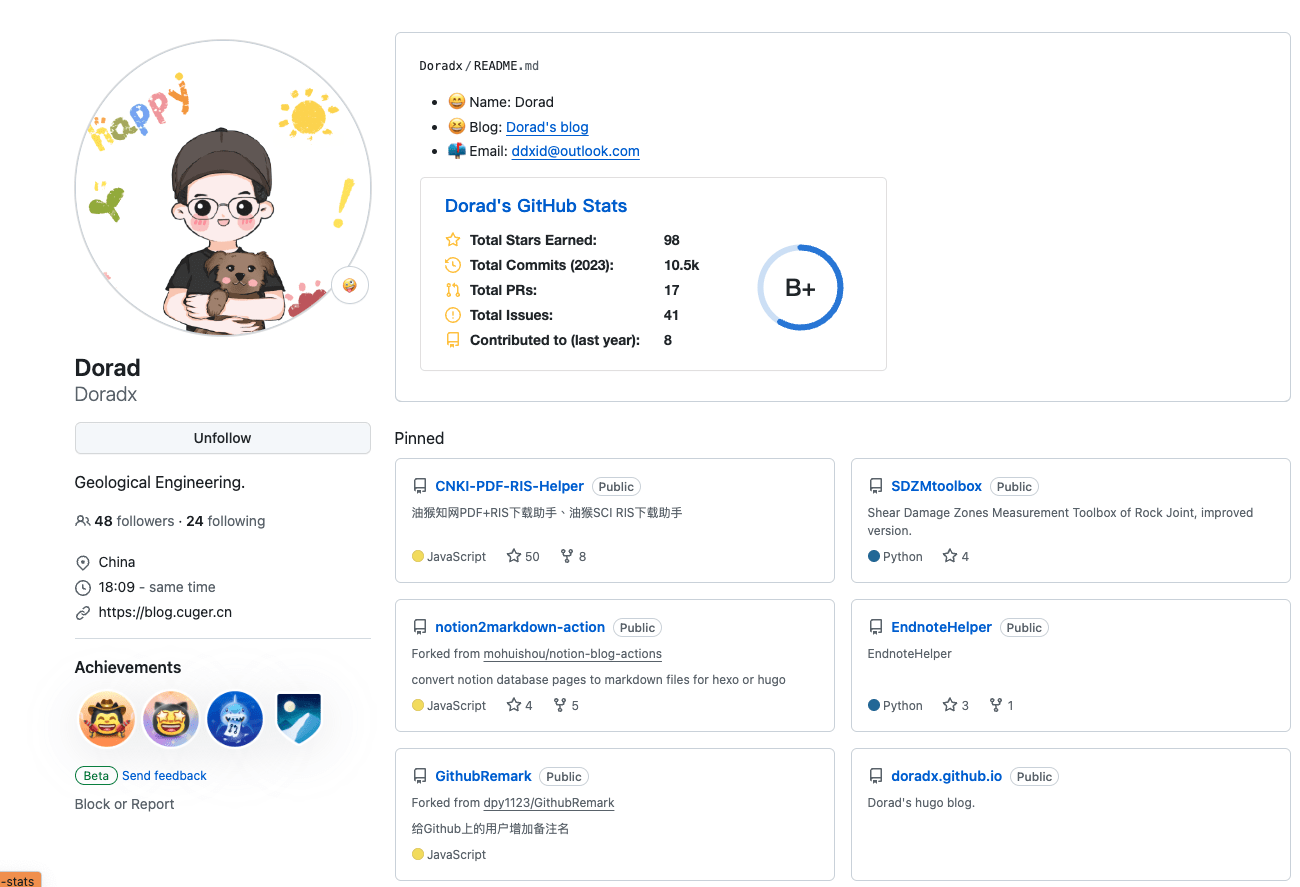 happy
Dorad
Doradx
Unfollow
Geological Engineering.
48 followers · 24 following
China
18:09 - same time
https://blog.cuger.cn
Achievements
Beta Send feedback
Block or Report
-stats
Doradx/README.md
Name: Dorad
Blog: Dorad's blog
Email: ddxid@outlook.com
Dorad's GitHub Stats
Total Stars Earned: 98
Total Commits (2023): 10.5k
Total PRs: 17
Total Issues: 41
Contributed to (last year): 8
B+
Pinned
CNKI-PDF-RIS-Helper Public
油猴知网PDF+RIS下载助手、油猴SCI RIS下载助手
JavaScript 50 8
SDZMtoolbox Public
Shear Damage Zones Measurement Toolbox of Rock Joint, improved
version.
Python 4
notion2markdown-action Public
Forked from mohuishou/notion-blog-actions
convert notion database pages to markdown files for hexo or hugo
JavaScript 4 5
EndnoteHelper Public
EndnoteHelper
Python 3 1
GithubRemark Public
Forked from dpy1123/GithubRemark
给Github上的用户增加备注名
JavaScript
doradx.github.io Public
Dorad's hugo blog.